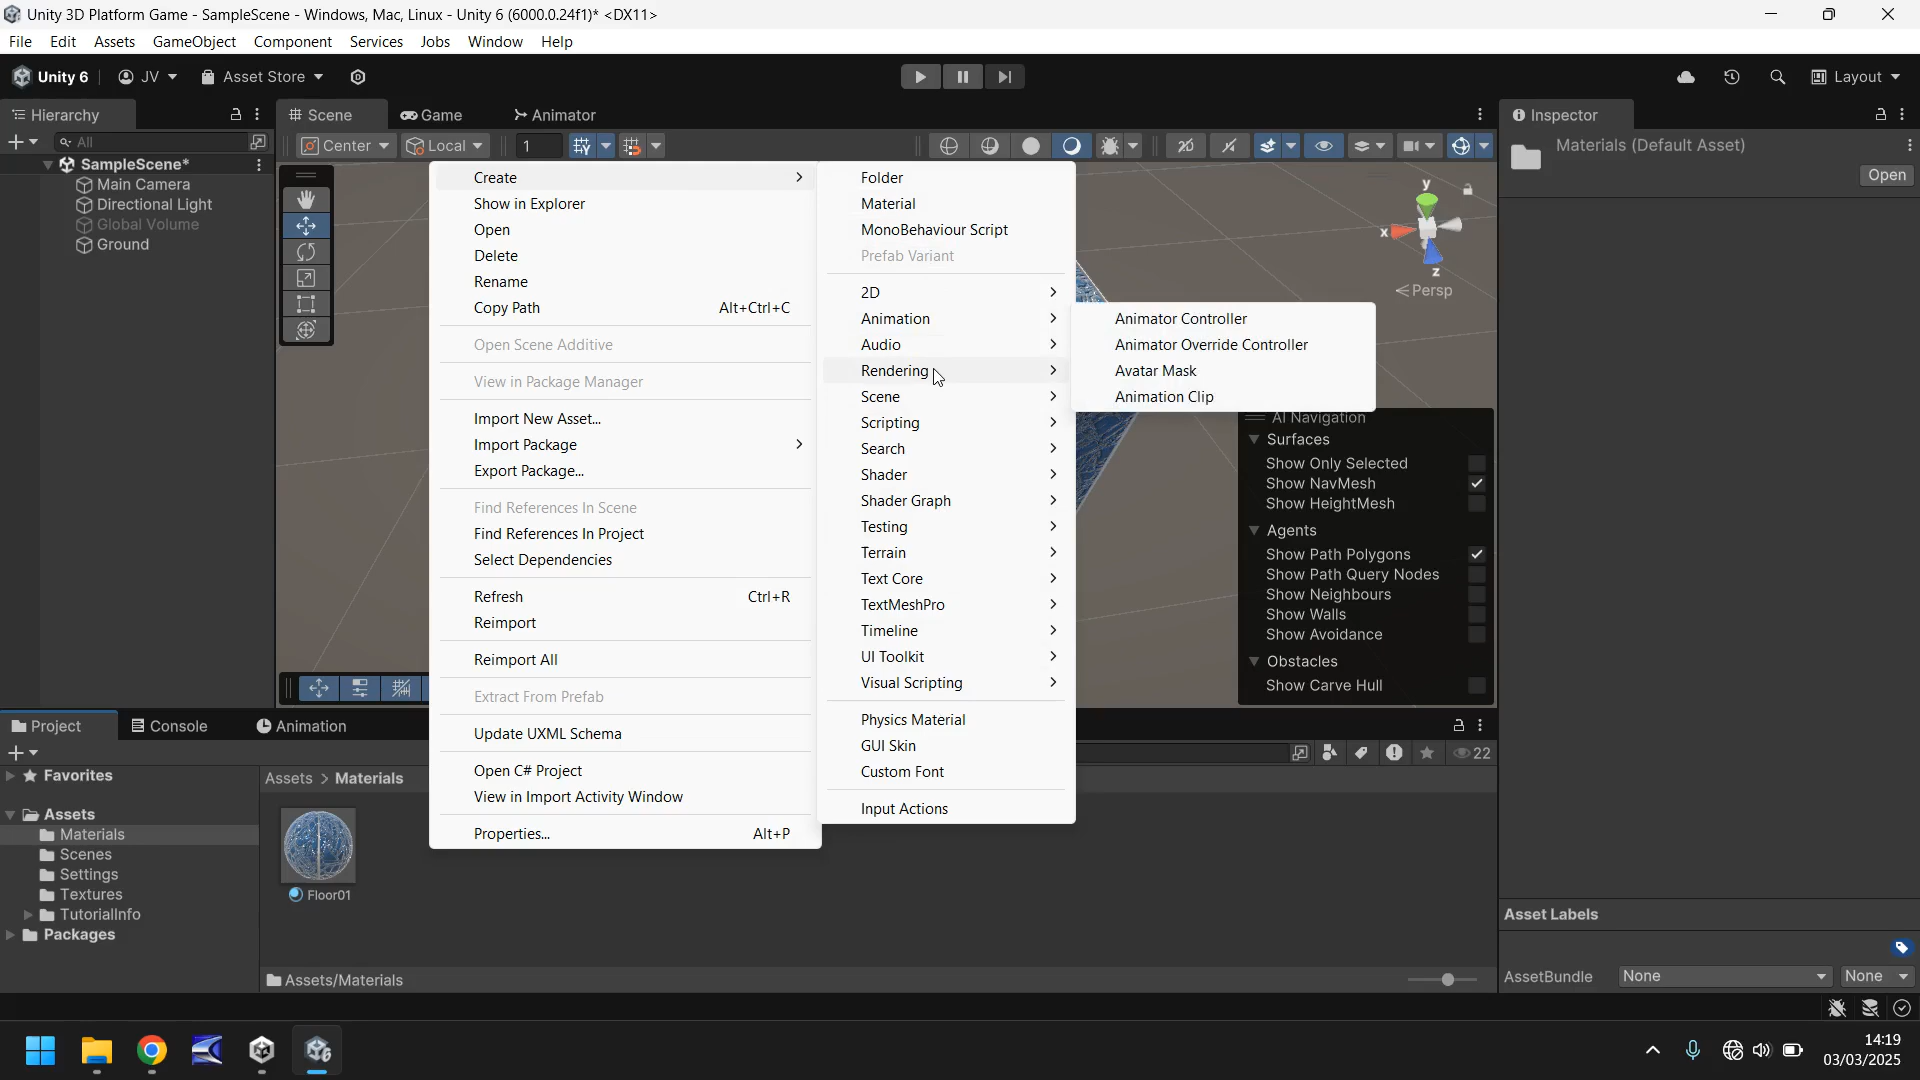 Unity 3D Platform Game - SampleScene - Windows, Mac, Linux - Unity 6 (6000.0.24f1)* <DX11>
File Edit Assets GameObject Component Services Jobs Window Help
Unity 6 JV Asset Store Layout
Hierarchy Scene Game Animator Inspector
All Center Local 1 2D Materials (Default Asset)
Open
SampleScene*
Main Camera
Directional Light
Global Volume
Ground
Create
Show in Explorer
Open
Delete
Rename
Copy Path Alt+Ctrl+C
Open Scene Additive
View in Package Manager
Import New Asset...
Import Package
Export Package...
Find References In Scene
Find References In Project
Select Dependencies
Refresh Ctrl+R
Reimport
Reimport All
Extract From Prefab
Update UXML Schema
Open C# Project
View in Import Activity Window
Properties... Alt+P
Folder
Material
MonoBehaviour Script
Prefab Variant
2D
Animation
Audio
Rendering
Scene
Scripting
Search
Shader
Shader Graph
Testing
Terrain
Text Core
TextMeshPro
Timeline
UI Toolkit
Visual Scripting
Physics Material
GUI Skin
Custom Font
Input Actions
Animator Controller
Animator Override Controller
Avatar Mask
Animation Clip
y
x
z
Persp
AI Navigation
Surfaces
Show Only Selected
Show NavMesh
Show HeightMesh
Agents
Show Path Polygons
Show Path Query Nodes
Show Neighbours
Show Walls
Show Avoidance
Obstacles
Show Carve Hull
Project Console Animation
22
Favorites
Assets
Materials
Scenes
Settings
Textures
TutorialInfo
Packages
Assets > Materials
Floor01
Assets/Materials
Asset Labels
AssetBundle None None
14:19
03/03/2025